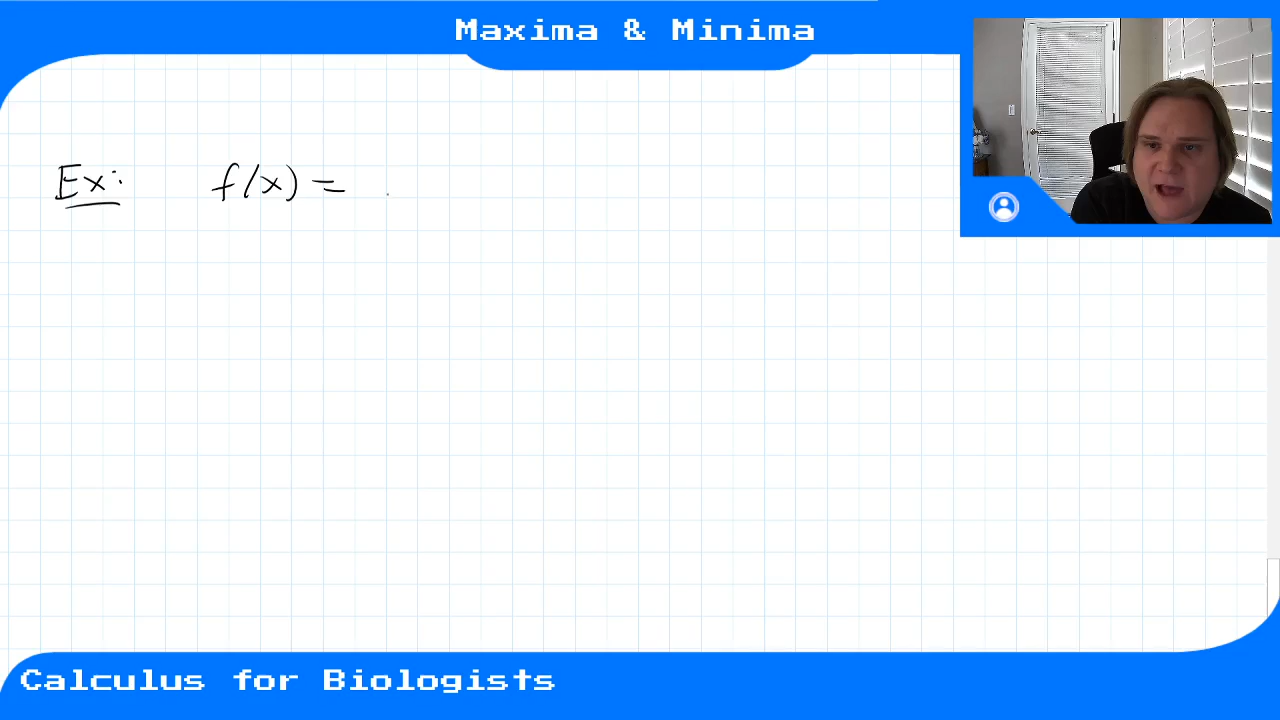 Maxima & Minima
Ex: f(x) =
Calculus for Biologists